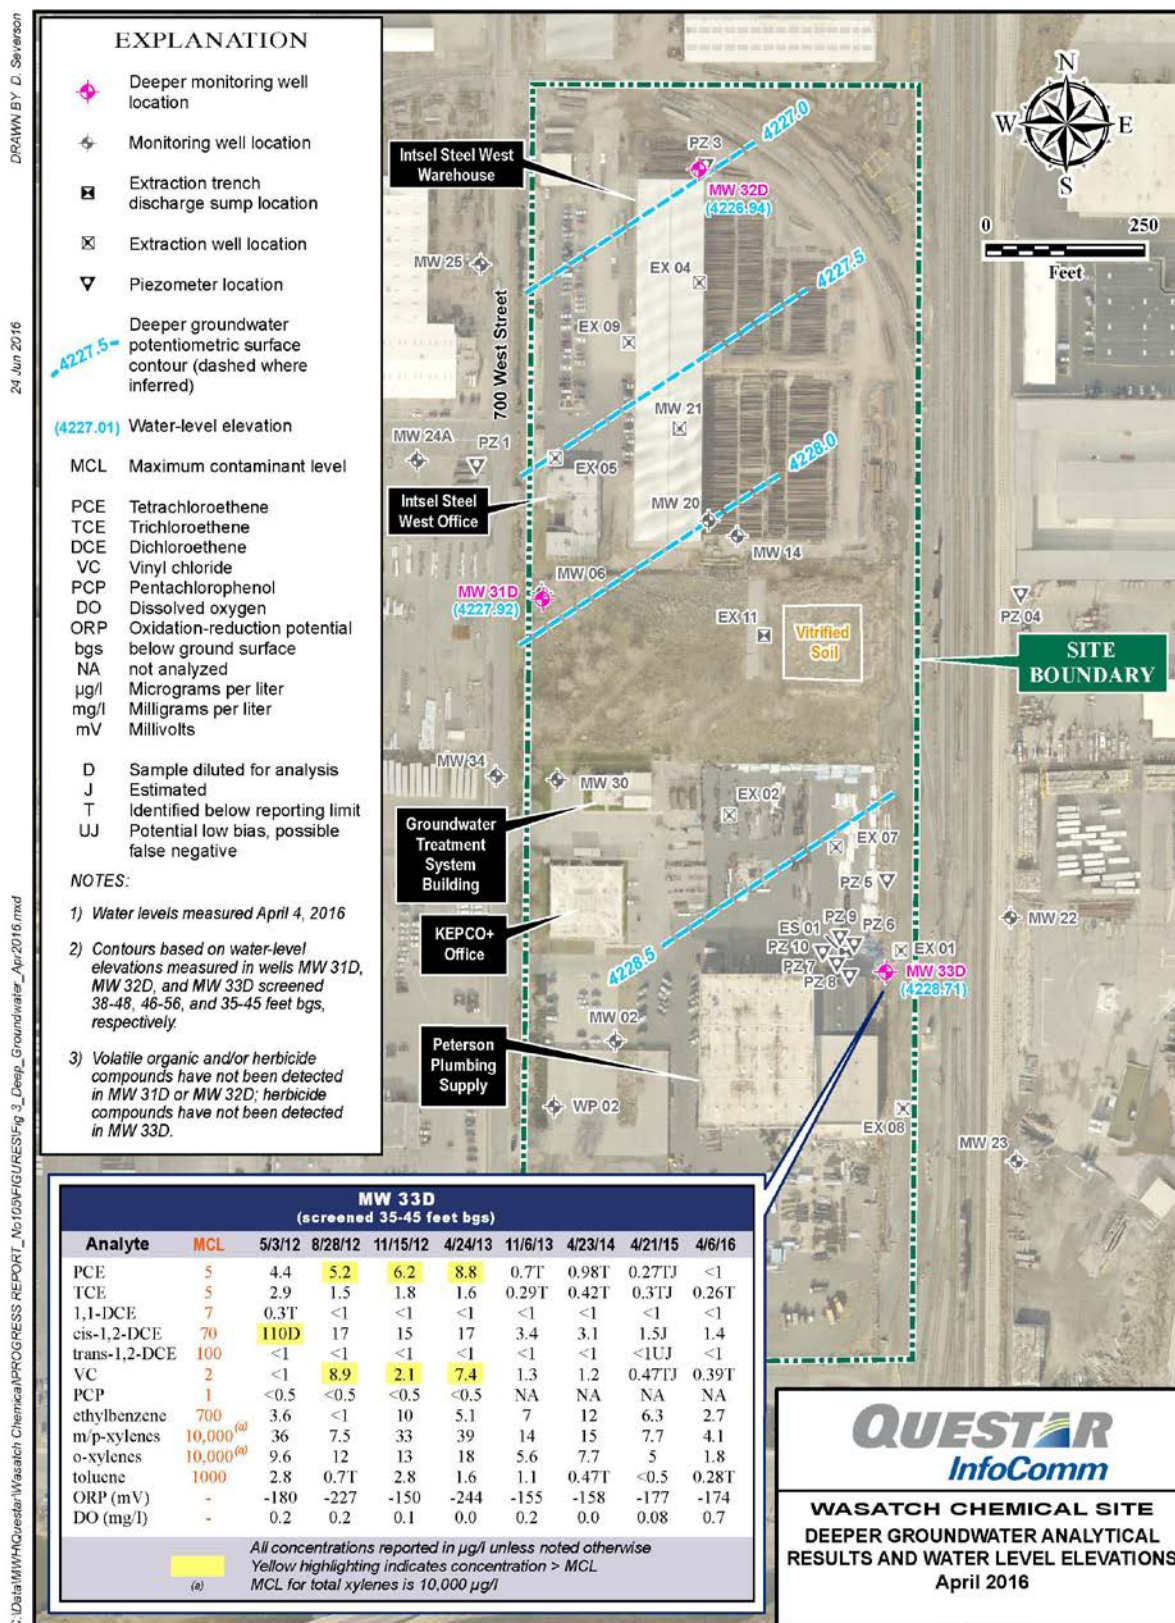 DRAWN BY D. Severson
24 Jun 2016
C:\Data\MWH\Questar\Wasatch Chemical\PROGRESS REPORT_No105\FIGURES\Fig 3_Deep_Groundwater_Apr2016.mxd
EXPLANATION
Deeper monitoring well
location
Monitoring well location
Extraction trench
discharge sump location
Extraction well location
Piezometer location
4227.5
Deeper groundwater
potentiometric surface
contour (dashed where
inferred)
(4227.01) Water-level elevation
MCL Maximum contaminant level
PCE Tetrachloroethene
TCE Trichloroethene
DCE Dichloroethene
VC Vinyl chloride
PCP Pentachlorophenol
DO Dissolved oxygen
ORP Oxidation-reduction potential
bgs below ground surface
NA not analyzed
µg/l Micrograms per liter
mg/l Milligrams per liter
mV Millivolts
D Sample diluted for analysis
J Estimated
T Identified below reporting limit
UJ Potential low bias, possible
false negative
NOTES:
1) Water levels measured April 4, 2016
2) Contours based on water-level
elevations measured in wells MW 31D,
MW 32D, and MW 33D screened
38-48, 46-56, and 35-45 feet bgs,
respectively.
3) Volatile organic and/or herbicide
compounds have not been detected
in MW 31D or MW 32D; herbicide
compounds have not been detected
in MW 33D.
N
W E
S
0 250
Feet
4227.0
PZ 3
Intsel Steel West
Warehouse
MW 32D
(4226.94)
MW 25
EX 04
4227.5
700 West Street
EX 09
MW 21
MW 24A
PZ 1
4228.0
EX 05
Intsel Steel
West Office
MW 20
MW 14
MW 06
MW 31D
(4227.92)
PZ 04
EX 11
Vitrified
Soil
SITE
BOUNDARY
MW 34
MW 30
EX 02
Groundwater
Treatment
System
Building
EX 07
PZ 5
KEPCO+
Office
PZ 9
PZ 6
ES 01
MW 22
PZ 10
EX 01
4228.5
PZ 7
MW 33D
PZ 8
(4228.71)
MW 02
Peterson
Plumbing
Supply
WP 02
EX 08
MW 23
MW 33D
(screened 35-45 feet bgs)
Analyte MCL 5/3/12 8/28/12 11/15/12 4/24/13 11/6/13 4/23/14 4/21/15 4/6/16
PCE 5 4.4 5.2 6.2 8.8 0.7T 0.98T 0.27TJ <1
TCE 5 2.9 1.5 1.8 1.6 0.29T 0.42T 0.3TJ 0.26T
1,1-DCE 7 0.3T <1 <1 <1 <1 <1 <1 <1
cis-1,2-DCE 70 110D 17 15 17 3.4 3.1 1.5J 1.4
trans-1,2-DCE 100 <1 <1 <1 <1 <1 <1 <1UJ <1
VC 2 <1 8.9 2.1 7.4 1.3 1.2 0.47TJ 0.39T
PCP 1 <0.5 <0.5 <0.5 <0.5 NA NA NA NA
ethylbenzene 700 3.6 <1 10 5.1 7 12 6.3 2.7
m/p-xylenes 10,000(a) 36 7.5 33 39 14 15 7.7 4.1
o-xylenes 10,000(a) 9.6 12 13 18 5.6 7.7 5 1.8
toluene 1000 2.8 0.7T 2.8 1.6 1.1 0.47T <0.5 0.28T
ORP (mV) - -180 -227 -150 -244 -155 -158 -177 -174
DO (mg/l) - 0.2 0.2 0.1 0.0 0.2 0.0 0.08 0.7
All concentrations reported in µg/l unless noted otherwise
Yellow highlighting indicates concentration > MCL
(a) MCL for total xylenes is 10,000 µg/l
QUESTAR
InfoComm
WASATCH CHEMICAL SITE
DEEPER GROUNDWATER ANALYTICAL
RESULTS AND WATER LEVEL ELEVATIONS
April 2016